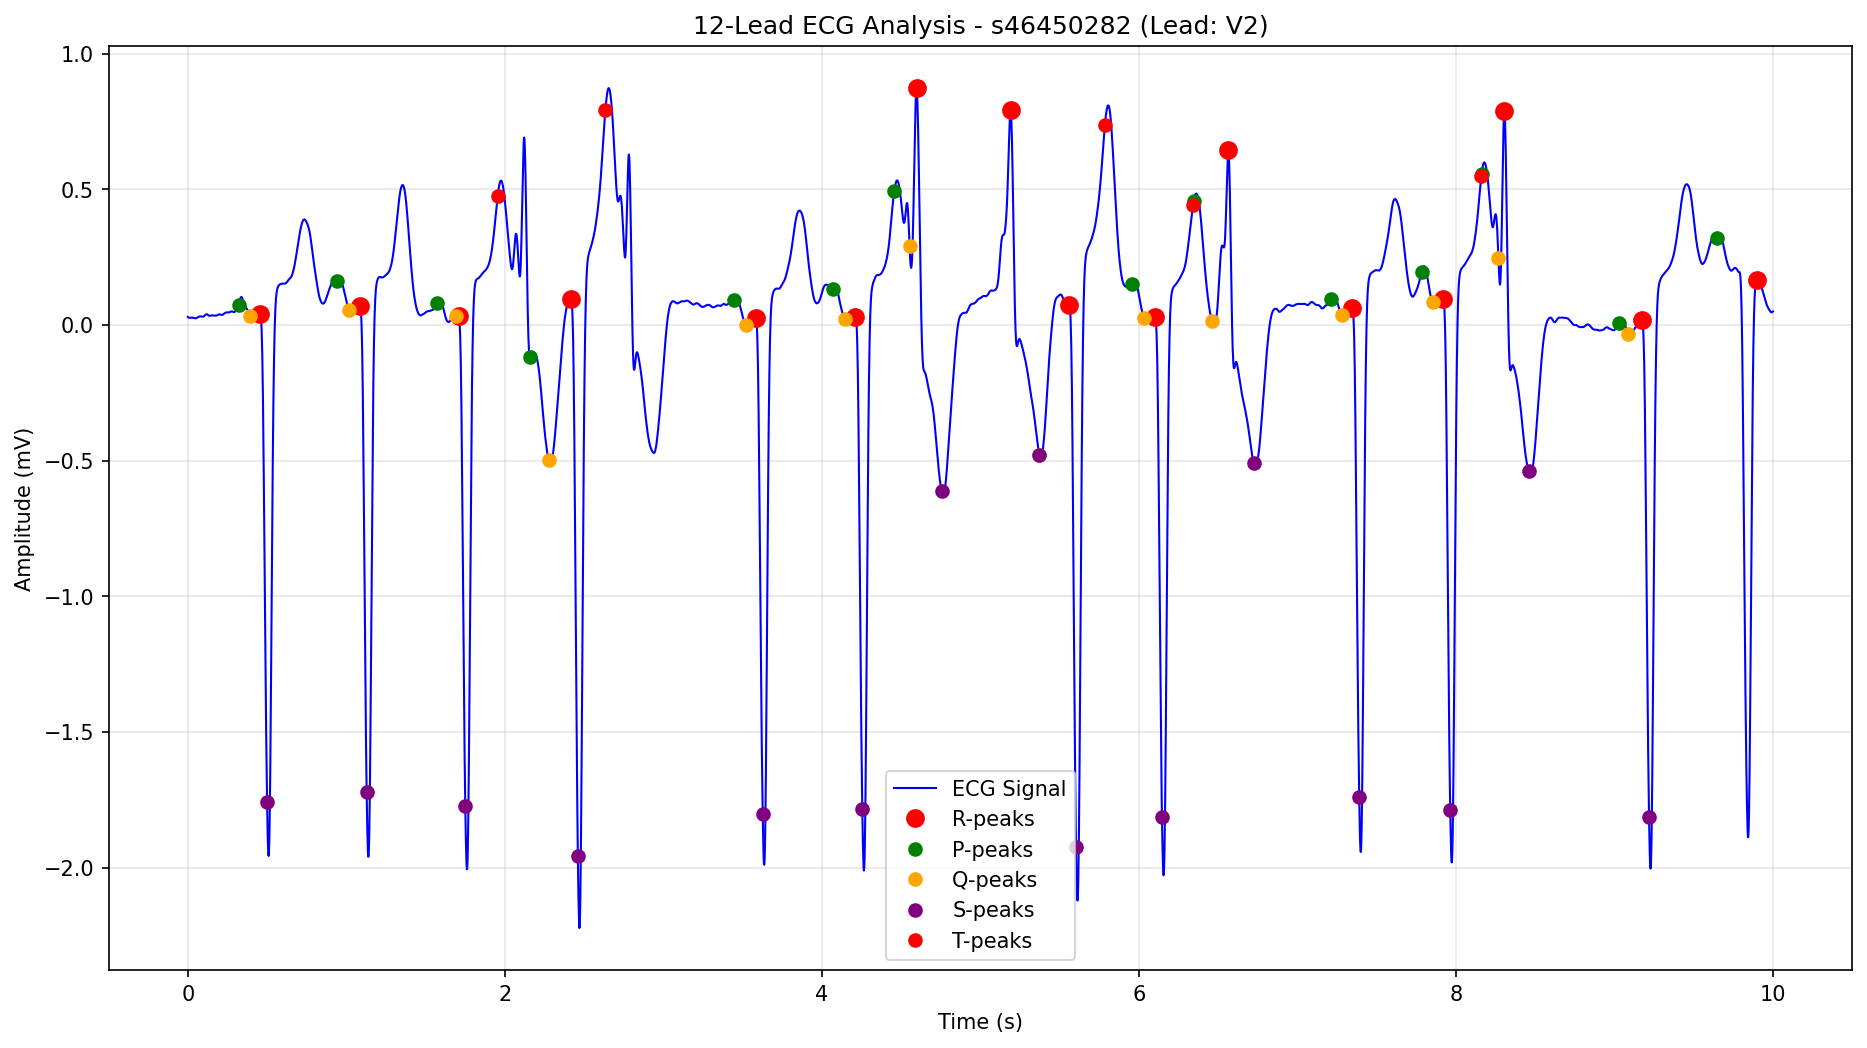 12-Lead ECG Analysis - s46450282 (Lead: V2)
Amplitude (mV)
1.0
0.5
0.0
−0.5
−1.0
−1.5
−2.0
ECG Signal
R-peaks
P-peaks
Q-peaks
S-peaks
T-peaks
0 2 4 6 8 10
Time (s)